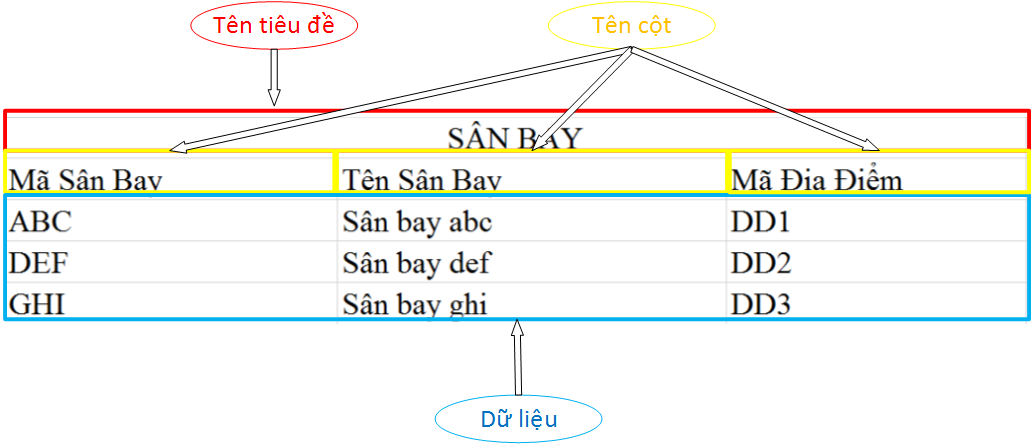 Tên tiêu đề Tên cột
SÂN BAY
Mã Sân Bay Tên Sân Bay Mã Địa Điểm
ABC Sân bay abc DD1
DEF Sân bay def DD2
GHI Sân bay ghi DD3
Dữ liệu